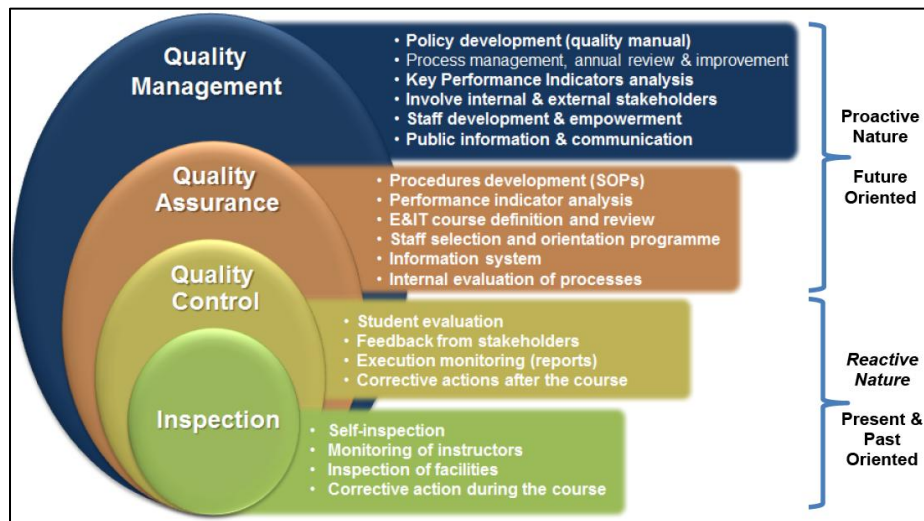 Quality
Management
• Policy development (quality manual)
• Process management, annual review & improvement
• Key Performance Indicators analysis
• Involve internal & external stakeholders
• Staff development & empowerment
• Public information & communication
Quality
Assurance
• Procedures development (SOPs)
• Performance indicator analysis
• E&IT course definition and review
• Staff selection and orientation programme
• Information system
• Internal evaluation of processes
Proactive
Nature
Future
Oriented
Quality
Control
• Student evaluation
• Feedback from stakeholders
• Execution monitoring (reports)
• Corrective actions after the course
Inspection
• Self-inspection
• Monitoring of instructors
• Inspection of facilities
• Corrective action during the course
Reactive
Nature
Present &
Past
Oriented